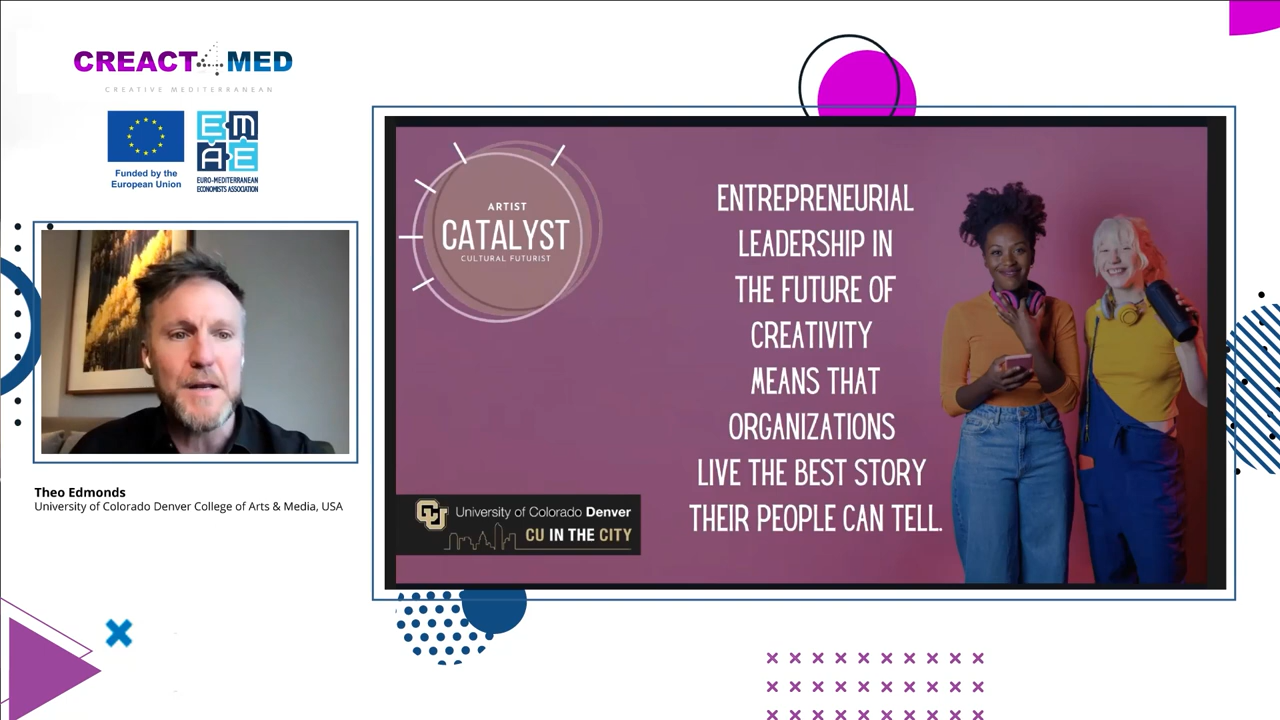 CREACT4MED
CREATIVE MEDITERRANEAN
EMAE
Funded by the
European Union
EURO-MEDITERRANEAN
ECONOMISTS ASSOCIATION
Theo Edmonds
University of Colorado Denver College of Arts & Media, USA
ARTIST
CATALYST
CULTURAL FUTURIST
ENTREPRENEURIAL
LEADERSHIP IN
THE FUTURE OF
CREATIVITY
MEANS THAT
ORGANIZATIONS
LIVE THE BEST STORY
THEIR PEOPLE CAN TELL.
CU University of Colorado Denver
CU IN THE CITY